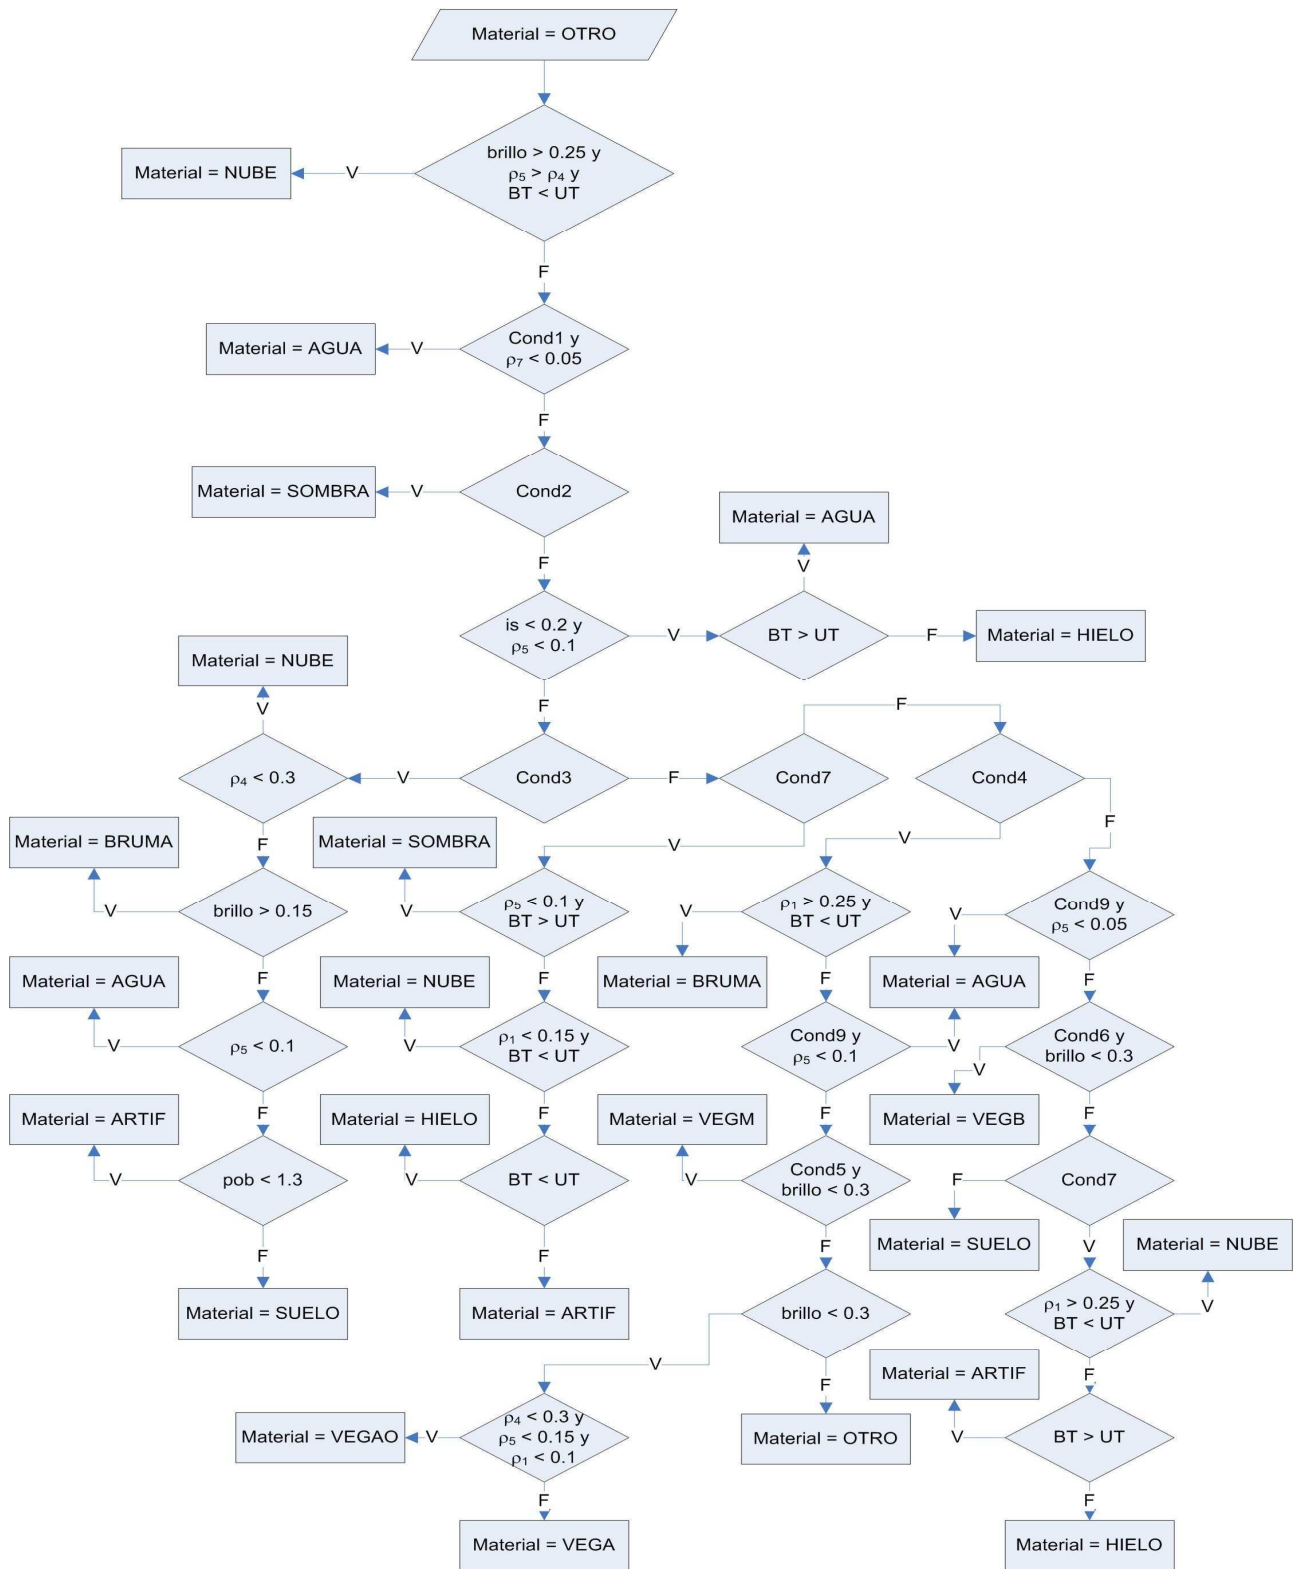 Material = OTRO
brillo > 0.25 y
ρ₅ > ρ₄ y
BT < UT
V
Material = NUBE
F
Cond1 y
ρ₇ < 0.05
V
Material = AGUA
F
Cond2
V
Material = SOMBRA
F
Material = AGUA
V
is < 0.2 y
ρ₅ < 0.1
V
BT > UT
F
Material = HIELO
Material = NUBE
V
F
F
ρ₄ < 0.3
V
Cond3
F
Cond7
Cond4
F
Material = BRUMA
F
Material = SOMBRA
V
V
F
V
brillo > 0.15
V
ρ₅ < 0.1 y
BT > UT
V
ρ₁ > 0.25 y
BT < UT
V
Cond9 y
ρ₅ < 0.05
Material = AGUA
F
Material = NUBE
F
Material = BRUMA
F
Material = AGUA
F
V
ρ₅ < 0.1
V
ρ₁ < 0.15 y
BT < UT
Cond9 y
ρ₅ < 0.1
V
V
Cond6 y
brillo < 0.3
Material = ARTIF
F
Material = HIELO
F
Material = VEGM
F
Material = VEGB
F
V
pob < 1.3
V
BT < UT
V
Cond5 y
brillo < 0.3
F
Cond7
F
F
F
Material = SUELO
V
Material = NUBE
Material = SUELO
Material = ARTIF
brillo < 0.3
ρ₁ > 0.25 y
BT < UT
V
V
F
Material = ARTIF
F
Material = VEGAO
V
ρ₄ < 0.3 y
ρ₅ < 0.15 y
ρ₁ < 0.1
Material = OTRO
V
BT > UT
F
F
Material = VEGA
Material = HIELO